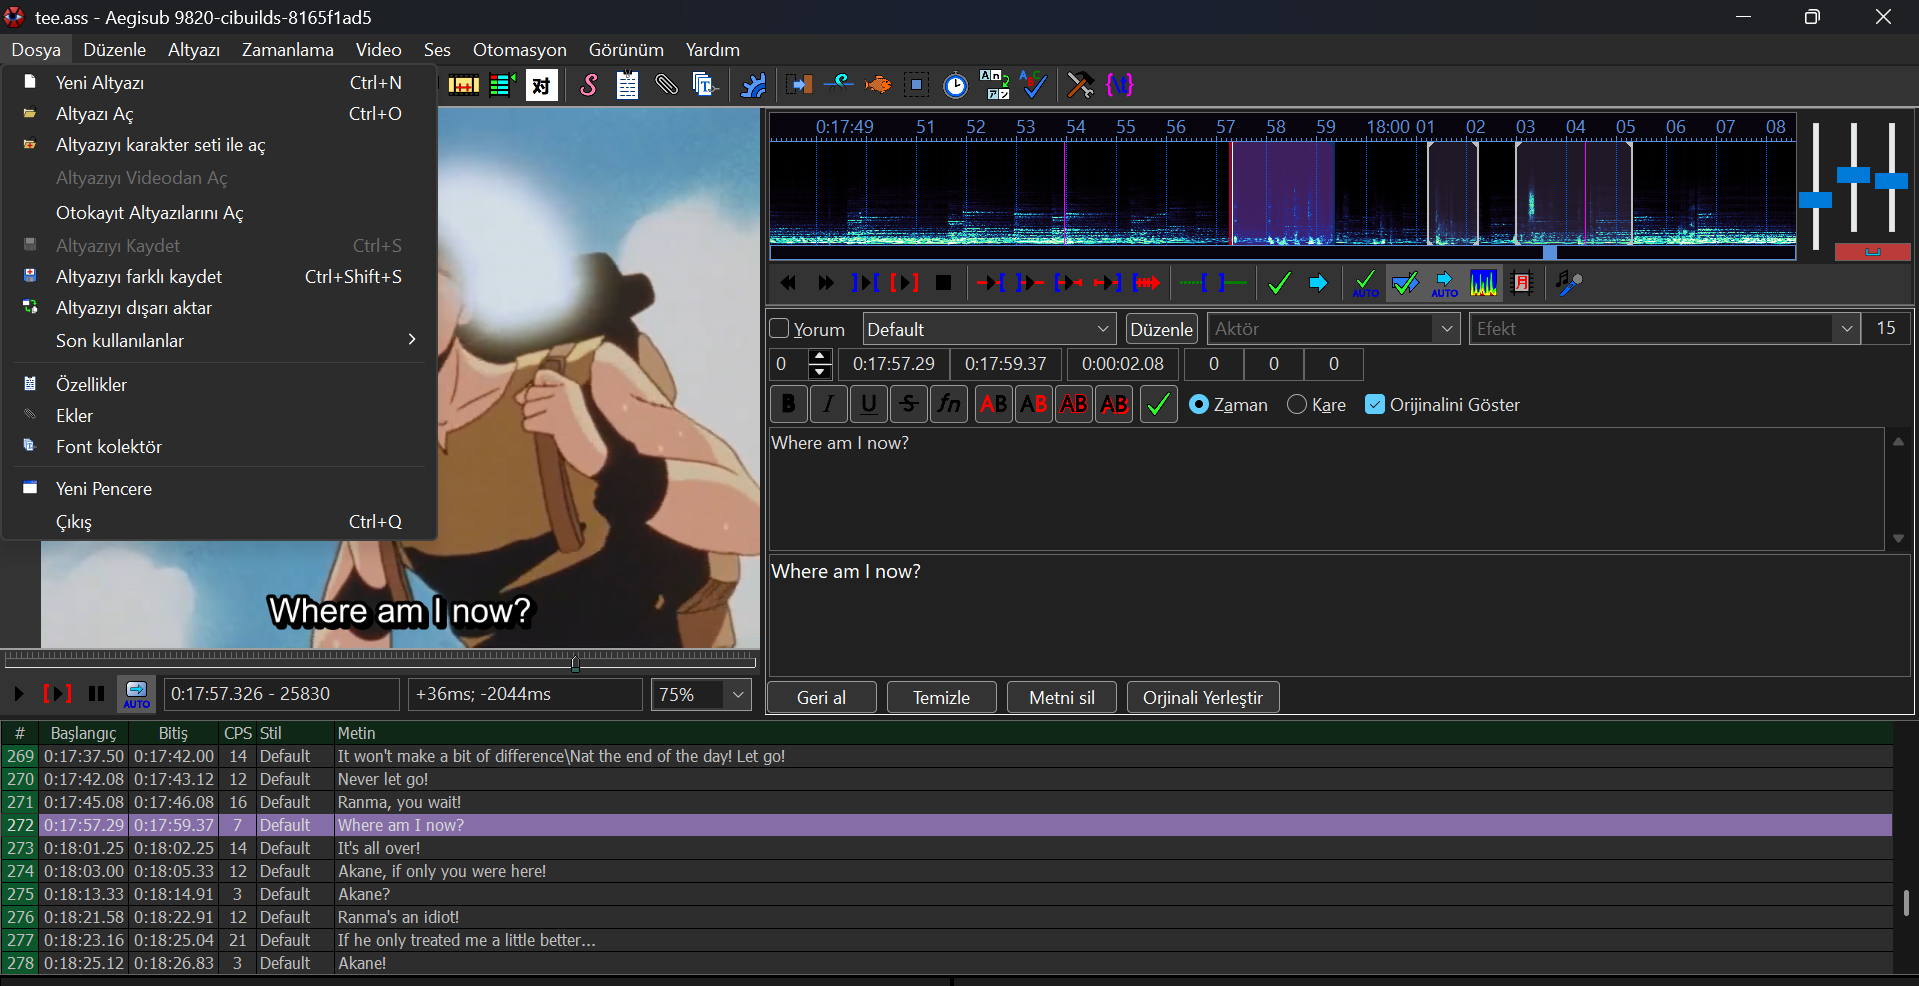 tee.ass - Aegisub 9820-cibuilds-8165f1ad5
Dosya Düzenle Altyazı Zamanlama Video Ses Otomasyon Görünüm Yardım
Yeni Altyazı Ctrl+N
Altyazı Aç Ctrl+O
Altyazıyı karakter seti ile aç
Altyazıyı Videodan Aç
Otokayıt Altyazılarını Aç
Altyazıyı Kaydet Ctrl+S
Altyazıyı farklı kaydet Ctrl+Shift+S
Altyazıyı dışarı aktar
Son kullanılanlar
Özellikler
Ekler
Font kolektör
Yeni Pencere
Çıkış Ctrl+Q
对
Where am I now?
0:17:57.326 - 25830
+36ms; -2044ms
75%
AUTO
0:17:49 51 52 53 54 55 56 57 58 59 18:00 01 02 03 04 05 06 07 08
AUTO AUTO 月
Yorum Default Düzenle Aktör Efekt 15
0 0:17:57.29 0:17:59.37 0:00:02.08 0 0 0
B I U S fn AB AB AB AB Zaman Kare Orijinalini Göster
Where am I now?
Where am I now?
Geri al Temizle Metni sil Orjinali Yerleştir
# Başlangıç Bitiş CPS Stil Metin
269 0:17:37.50 0:17:42.00 14 Default It won't make a bit of difference\Nat the end of the day! Let go!
270 0:17:42.08 0:17:43.12 12 Default Never let go!
271 0:17:45.08 0:17:46.08 16 Default Ranma, you wait!
272 0:17:57.29 0:17:59.37 7 Default Where am I now?
273 0:18:01.25 0:18:02.25 14 Default It's all over!
274 0:18:03.00 0:18:05.33 12 Default Akane, if only you were here!
275 0:18:13.33 0:18:14.91 3 Default Akane?
276 0:18:21.58 0:18:22.91 12 Default Ranma's an idiot!
277 0:18:23.16 0:18:25.04 21 Default If he only treated me a little better...
278 0:18:25.12 0:18:26.83 3 Default Akane!